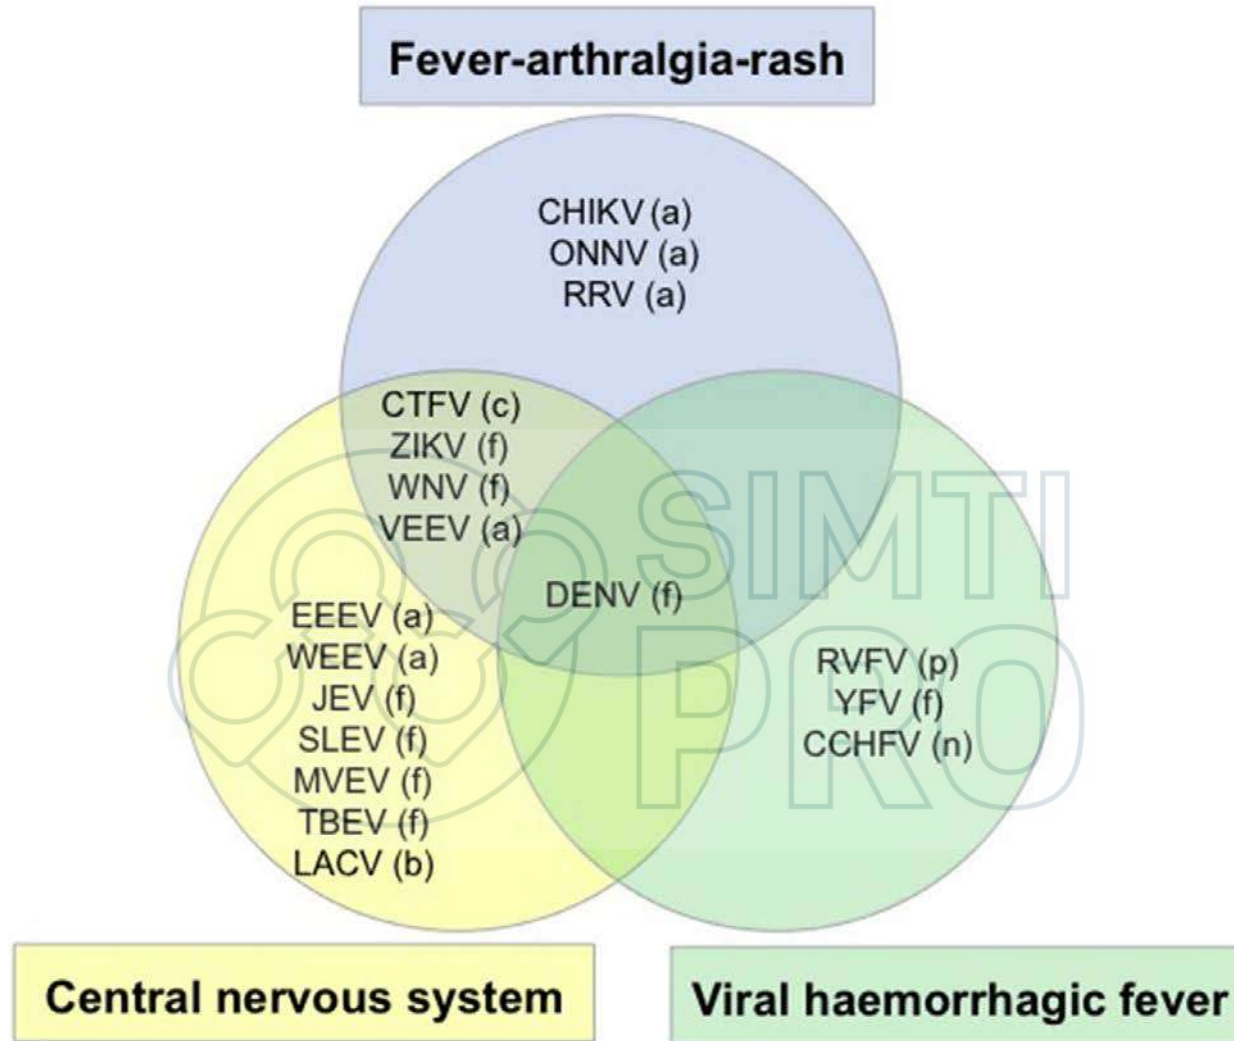 Fever-arthralgia-rash
CHIKV (a)
ONNV (a)
RRV (a)
CTFV (c)
ZIKV (f)
WNV (f)
VEEV (a)
DENV (f)
EEEV (a)
WEEV (a)
JEV (f)
SLEV (f)
MVEV (f)
TBEV (f)
LACV (b)
RVFV (p)
YFV (f)
CCHFV (n)
SIMTI
PRO
Central nervous system
Viral haemorrhagic fever